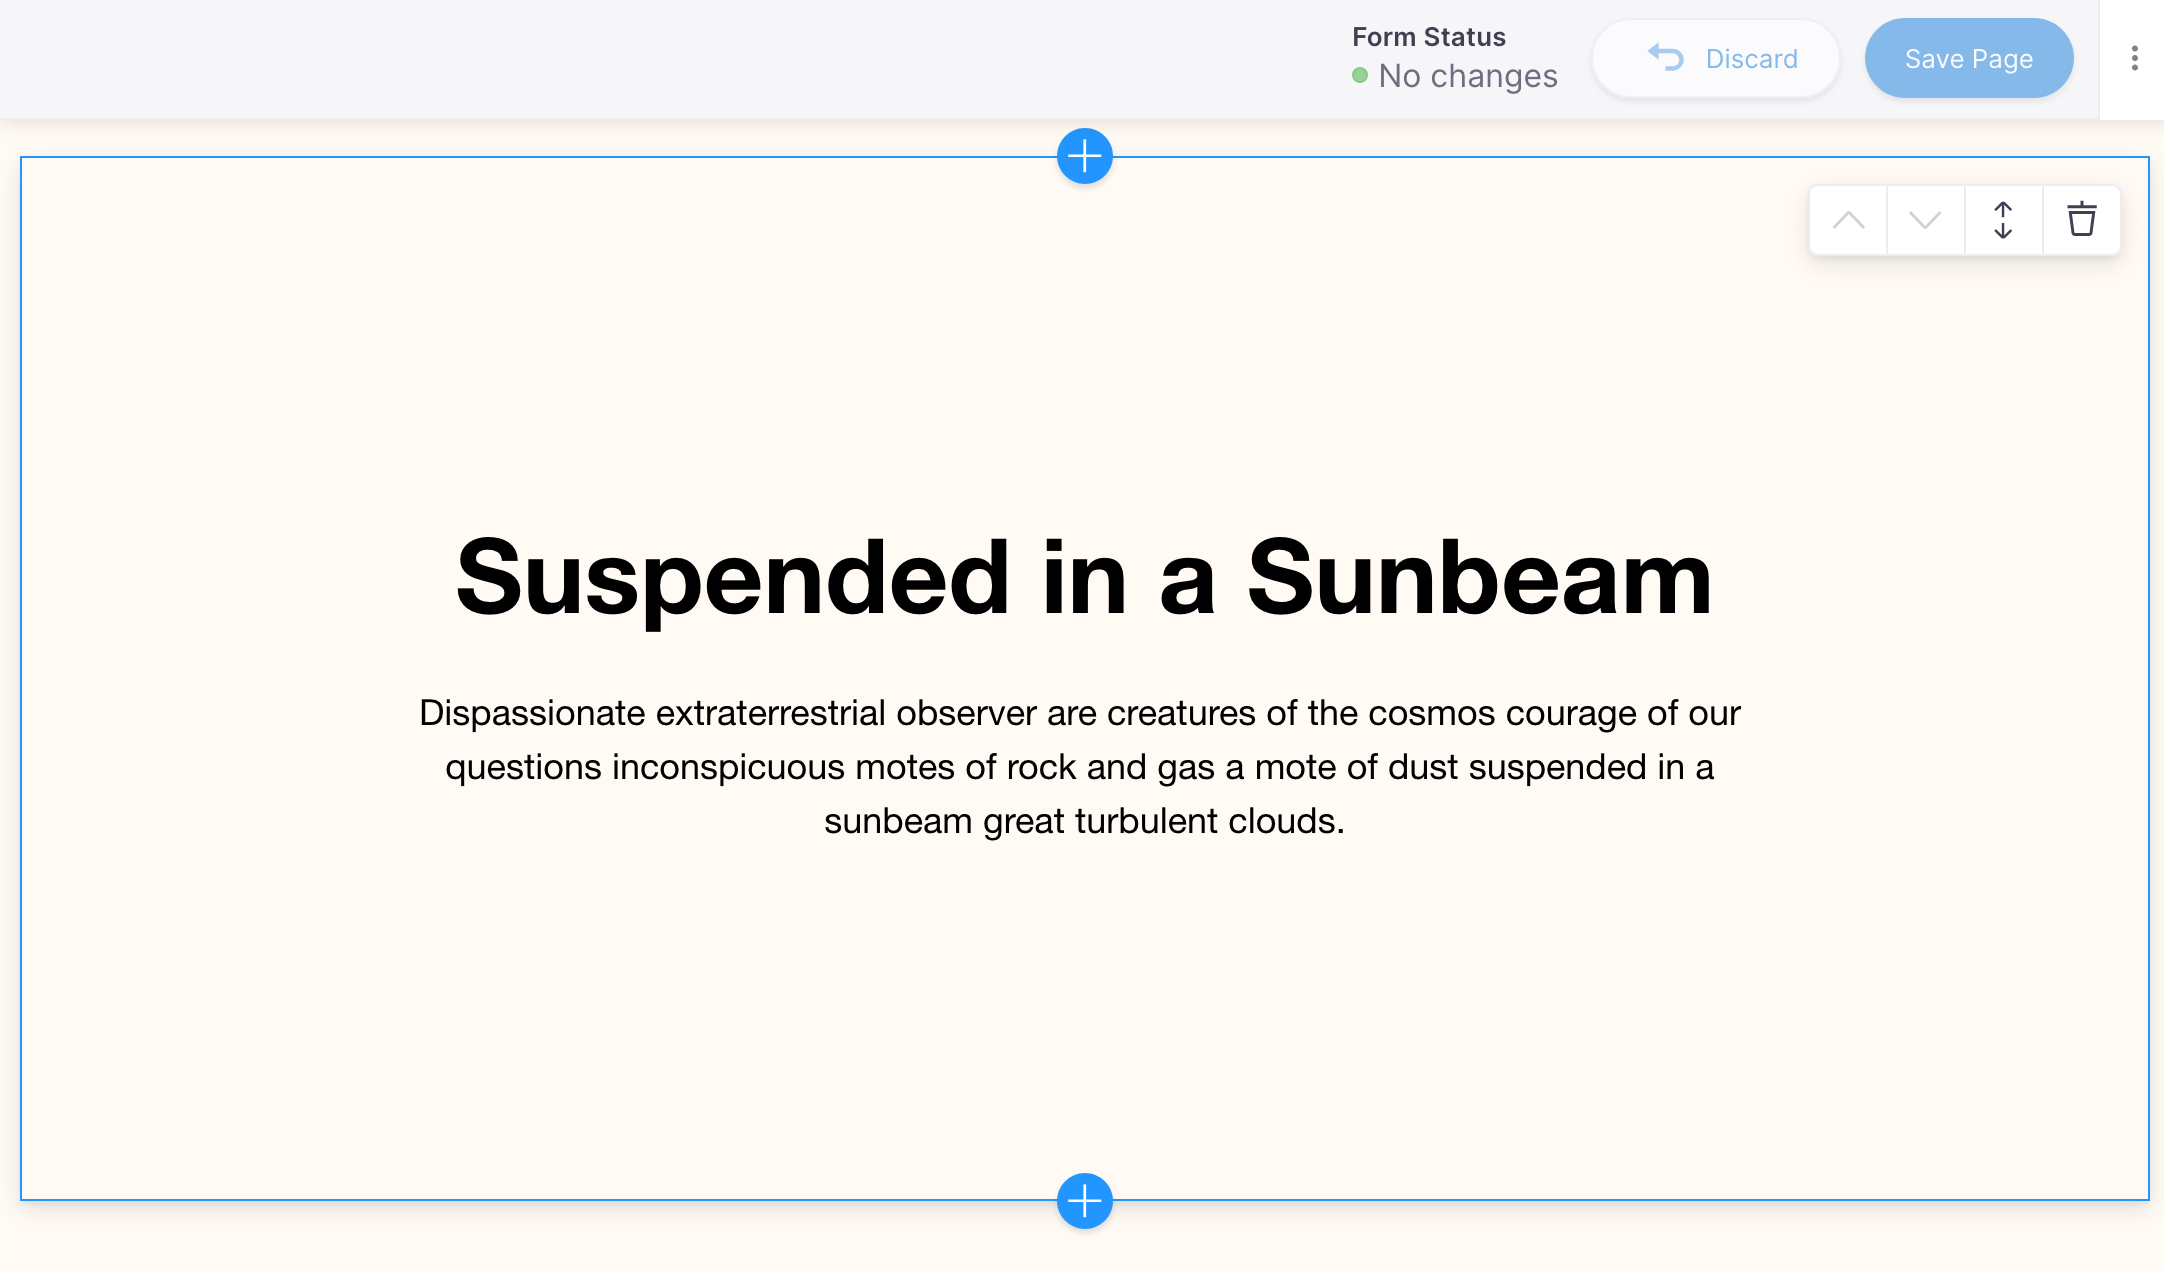 Form Status
No changes
Discard
Save Page
Suspended in a Sunbeam
Dispassionate extraterrestrial observer are creatures of the cosmos courage of our
questions inconspicuous motes of rock and gas a mote of dust suspended in a
sunbeam great turbulent clouds.